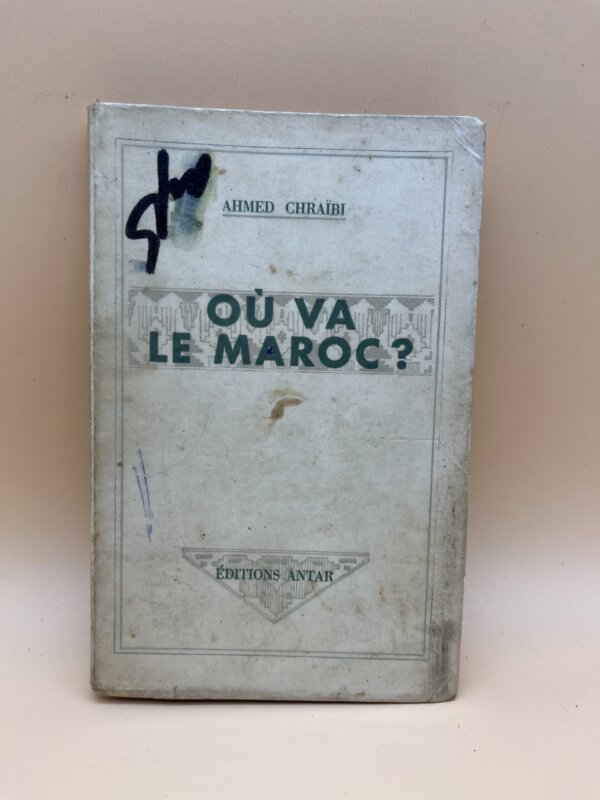 AHMED CHRAÏBI
OÙ VA
LE MAROC ?
ÉDITIONS ANTAR